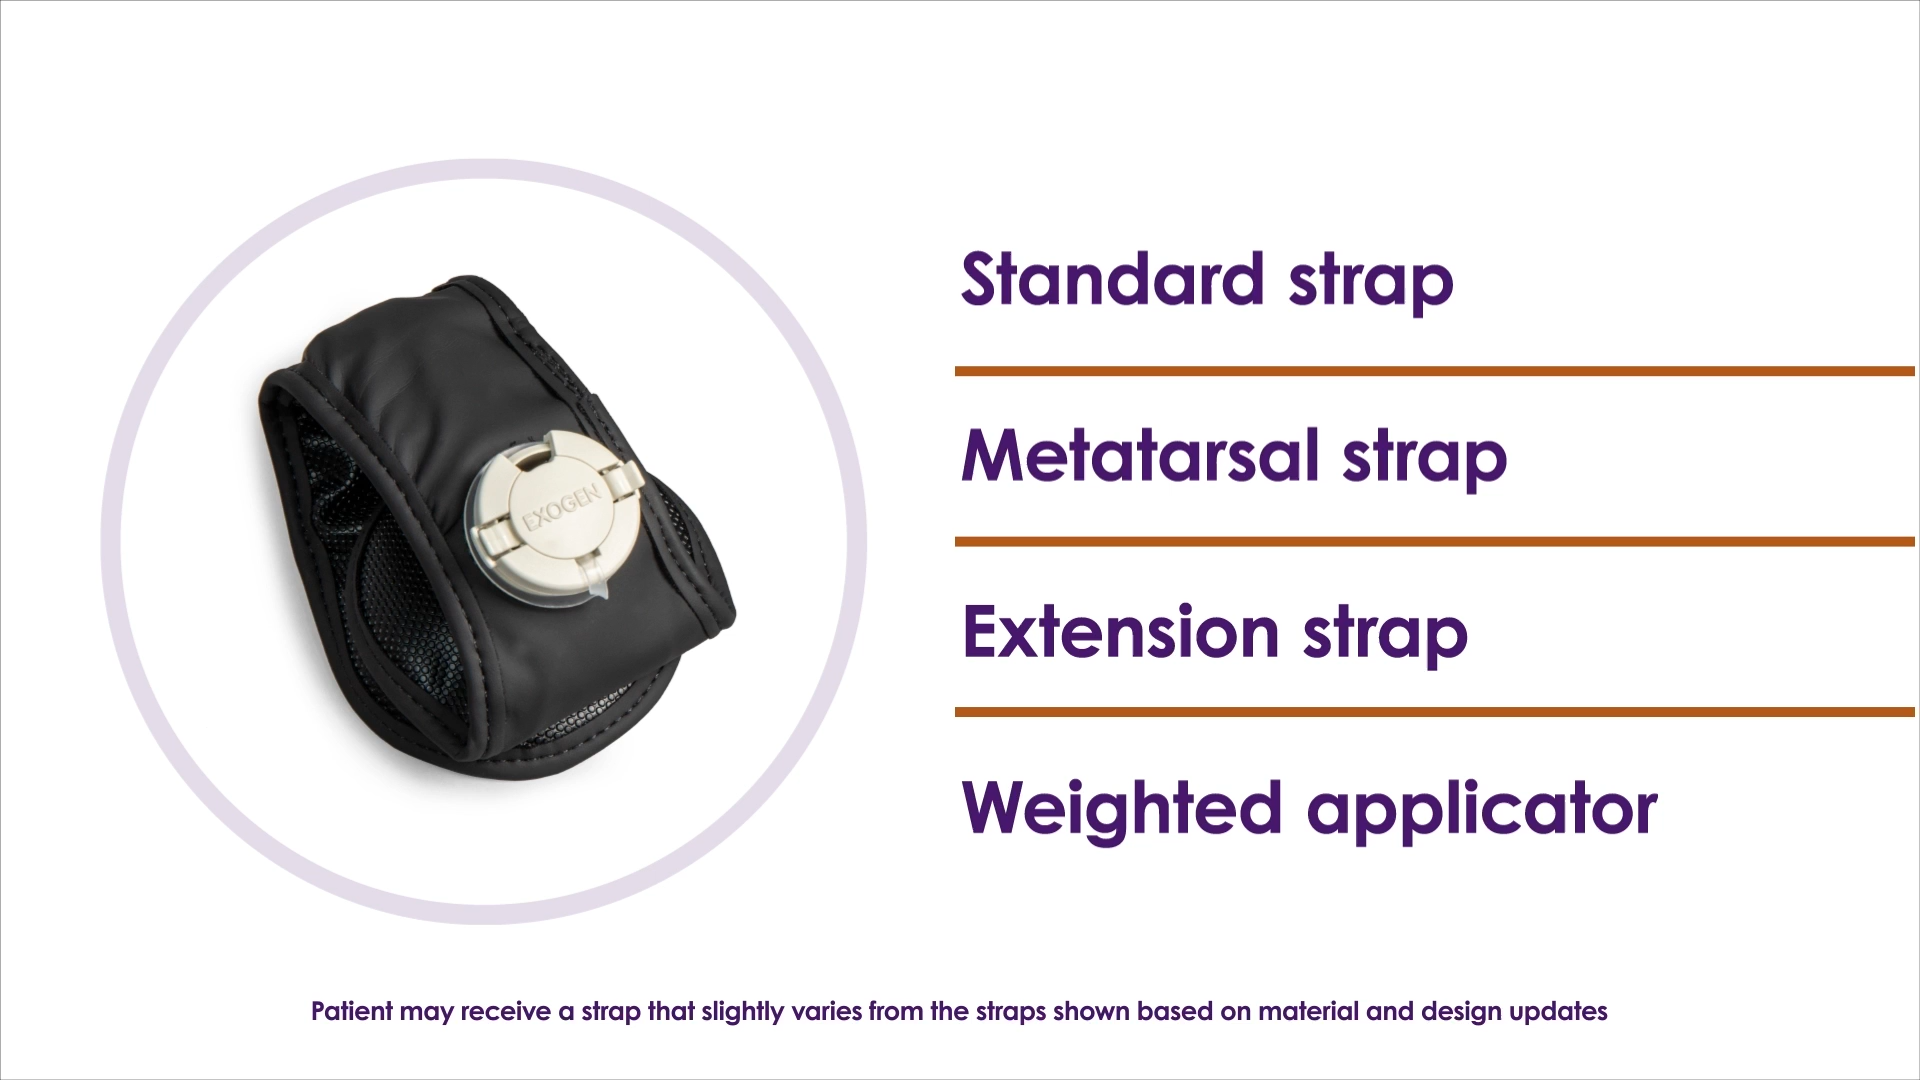 EXOGEN
Standard strap
Metatarsal strap
Extension strap
Weighted applicator
Patient may receive a strap that slightly varies from the straps shown based on material and design updates